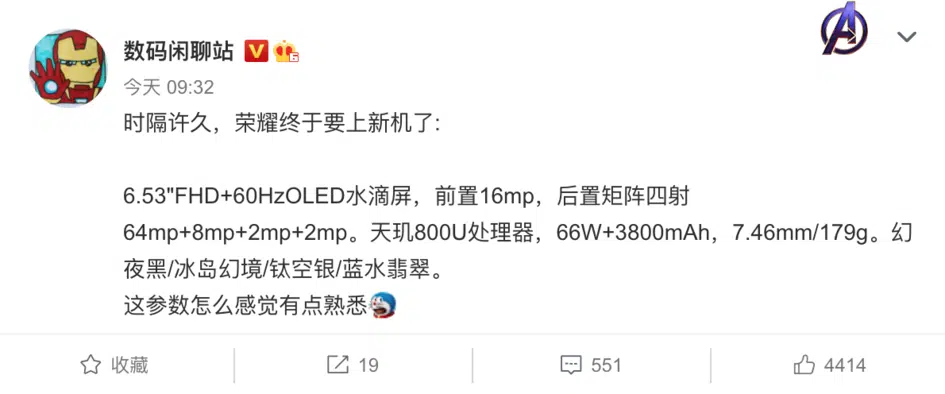 数码闲聊站
今天 09:32
时隔许久，荣耀终于要上新机了:
6.53"FHD+60HzOLED水滴屏，前置16mp，后置矩阵四射
64mp+8mp+2mp+2mp。天玑800U处理器，66W+3800mAh，7.46mm/179g。幻
夜黑/冰岛幻境/钛空银/蓝水翡翠。
这参数怎么感觉有点熟悉
收藏 19 551 4414